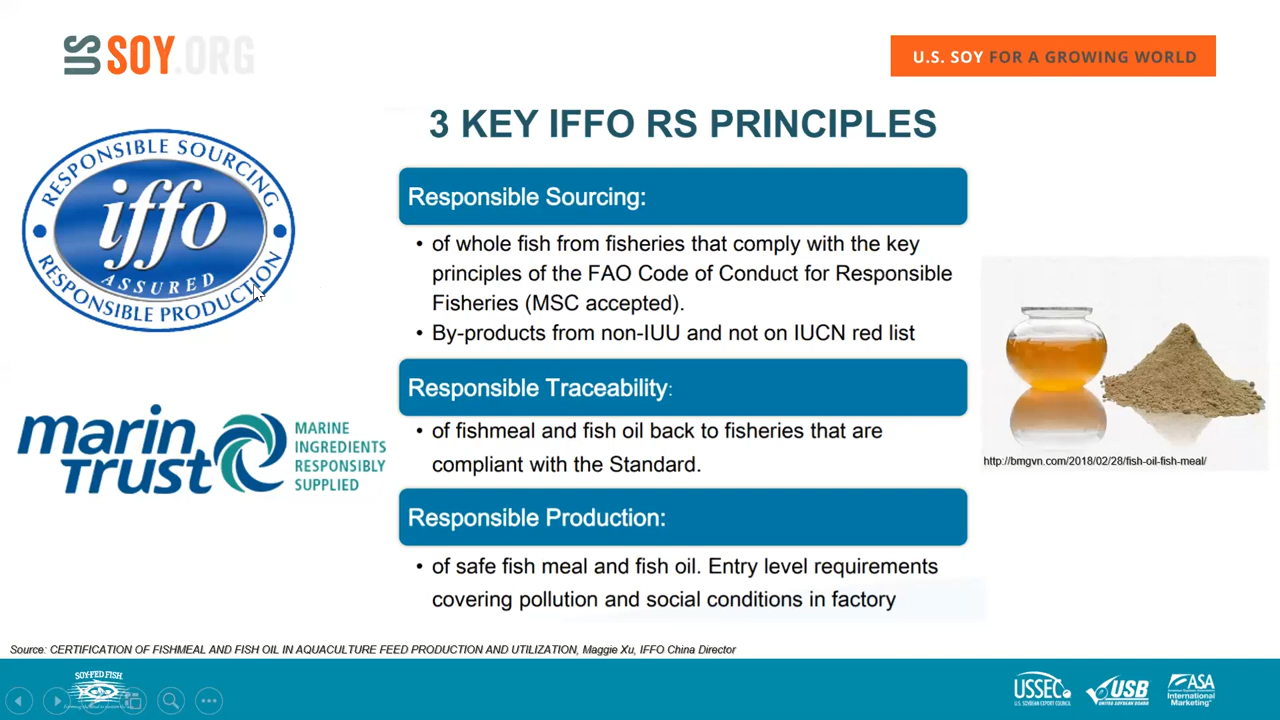 US SOY.ORG
U.S. SOY FOR A GROWING WORLD
3 KEY IFFO RS PRINCIPLES
RESPONSIBLE SOURCING
iffo
ASSURED
RESPONSIBLE PRODUCTION
Responsible Sourcing:
• of whole fish from fisheries that comply with the key
principles of the FAO Code of Conduct for Responsible
Fisheries (MSC accepted).
• By-products from non-IUU and not on IUCN red list
marin
TRUST
MARINE
INGREDIENTS
RESPONSIBLY
SUPPLIED
Responsible Traceability:
• of fishmeal and fish oil back to fisheries that are
compliant with the Standard.
http://bmgvn.com/2018/02/28/fish-oil-fish-meal/
Responsible Production:
• of safe fish meal and fish oil. Entry level requirements
covering pollution and social conditions in factory
Source: CERTIFICATION OF FISHMEAL AND FISH OIL IN AQUACULTURE FEED PRODUCTION AND UTILIZATION, Maggie Xu, IFFO China Director
SOY-FED FISH
USSEC
U.S. SOYBEAN EXPORT COUNCIL
USB
UNITED SOYBEAN BOARD
ASA
International
Marketing